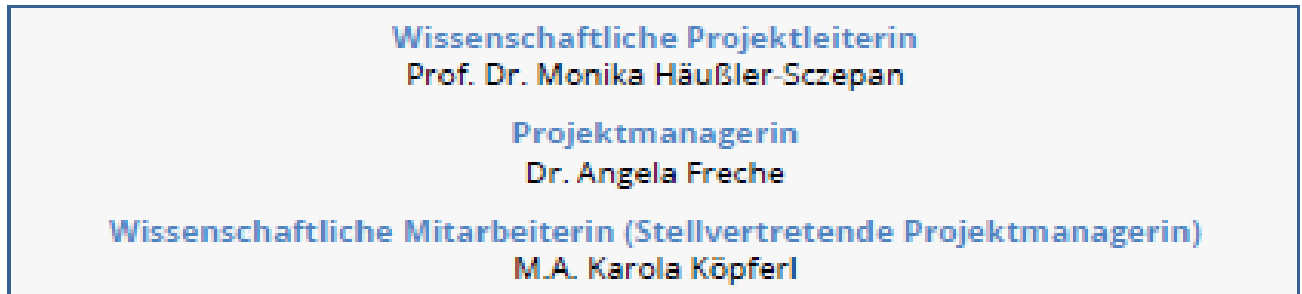 Wissenschaftliche Projektleiterin
Prof. Dr. Monika Häußler-Sczepan
Projektmanagerin
Dr. Angela Freche
Wissenschaftliche Mitarbeiterin (Stellvertretende Projektmanagerin)
M.A. Karola Köpferl